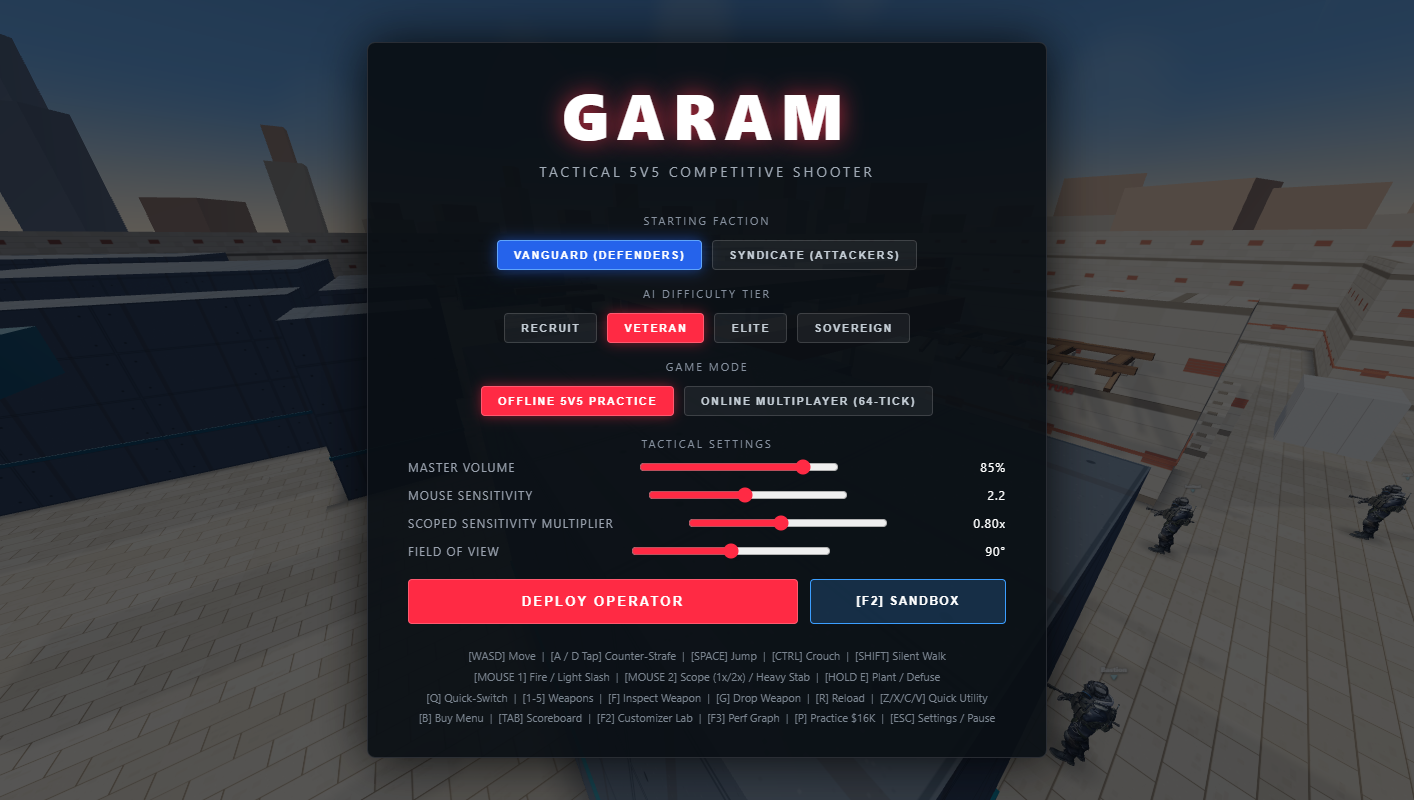 GARAM
TACTICAL 5V5 COMPETITIVE SHOOTER
STARTING FACTION
VANGUARD (DEFENDERS) SYNDICATE (ATTACKERS)
AI DIFFICULTY TIER
RECRUIT VETERAN ELITE SOVEREIGN
GAME MODE
OFFLINE 5V5 PRACTICE ONLINE MULTIPLAYER (64-TICK)
TACTICAL SETTINGS
MASTER VOLUME 85%
MOUSE SENSITIVITY 2.2
SCOPED SENSITIVITY MULTIPLIER 0.80x
FIELD OF VIEW 90°
DEPLOY OPERATOR [F2] SANDBOX
[WASD] Move | [A / D Tap] Counter-Strafe | [SPACE] Jump | [CTRL] Crouch | [SHIFT] Silent Walk
[MOUSE 1] Fire / Light Slash | [MOUSE 2] Scope (1x/2x) / Heavy Stab | [HOLD E] Plant / Defuse
[Q] Quick-Switch | [1-5] Weapons | [F] Inspect Weapon | [G] Drop Weapon | [R] Reload | [Z/X/C/V] Quick Utility
[B] Buy Menu | [TAB] Scoreboard | [F2] Customizer Lab | [F3] Perf Graph | [P] Practice $16K | [ESC] Settings / Pause